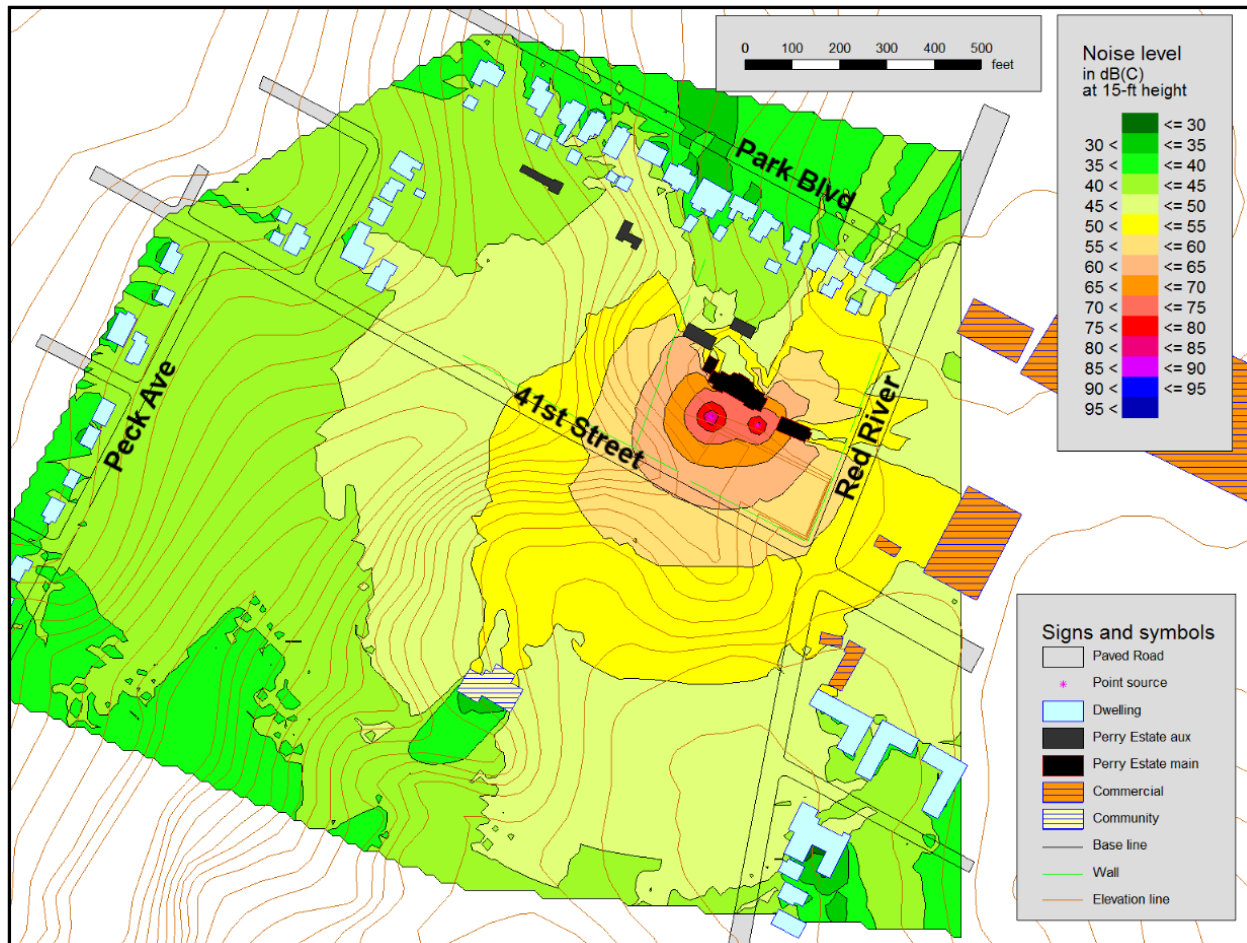 0 100 200 300 400 500
feet
Noise level
in dB(C)
at 15-ft height
<= 30
30 < <= 35
35 < <= 40
40 < <= 45
45 < <= 50
50 < <= 55
55 < <= 60
60 < <= 65
65 < <= 70
70 < <= 75
75 < <= 80
80 < <= 85
85 < <= 90
90 < <= 95
95 <
Park Blvd
Peck Ave
41st Street
Red River
Signs and symbols
Paved Road
Point source
Dwelling
Perry Estate aux
Perry Estate main
Commercial
Community
Base line
Wall
Elevation line